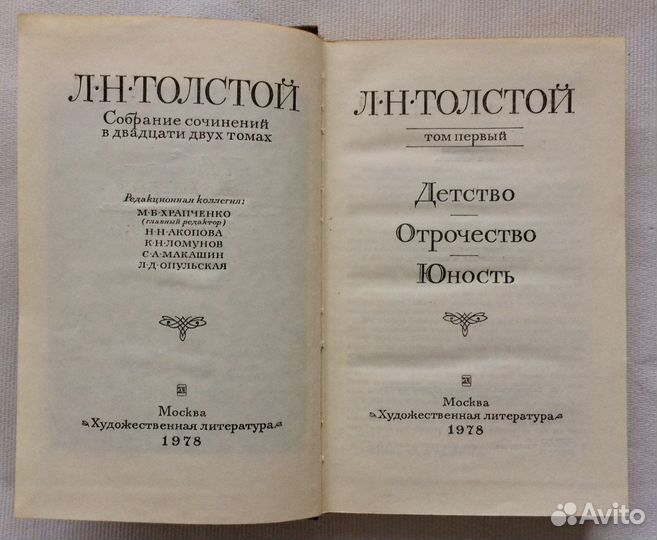 Л·Н·ТОЛСТОЙ
Собрание сочинений
в двадцати двух томах
Редакционная коллегия:
М·Б·ХРАПЧЕНКО
(главный редактор)
Н·Н·АКОПОВА
К·Н·ЛОМУНОВ
С·А·МАКАШИН
Л·Д·ОПУЛЬСКАЯ
Москва
«Художественная литература»
1978
Л·Н·ТОЛСТОЙ
том первый
Детство
Отрочество
Юность
Москва
«Художественная литература»
1978
Avito